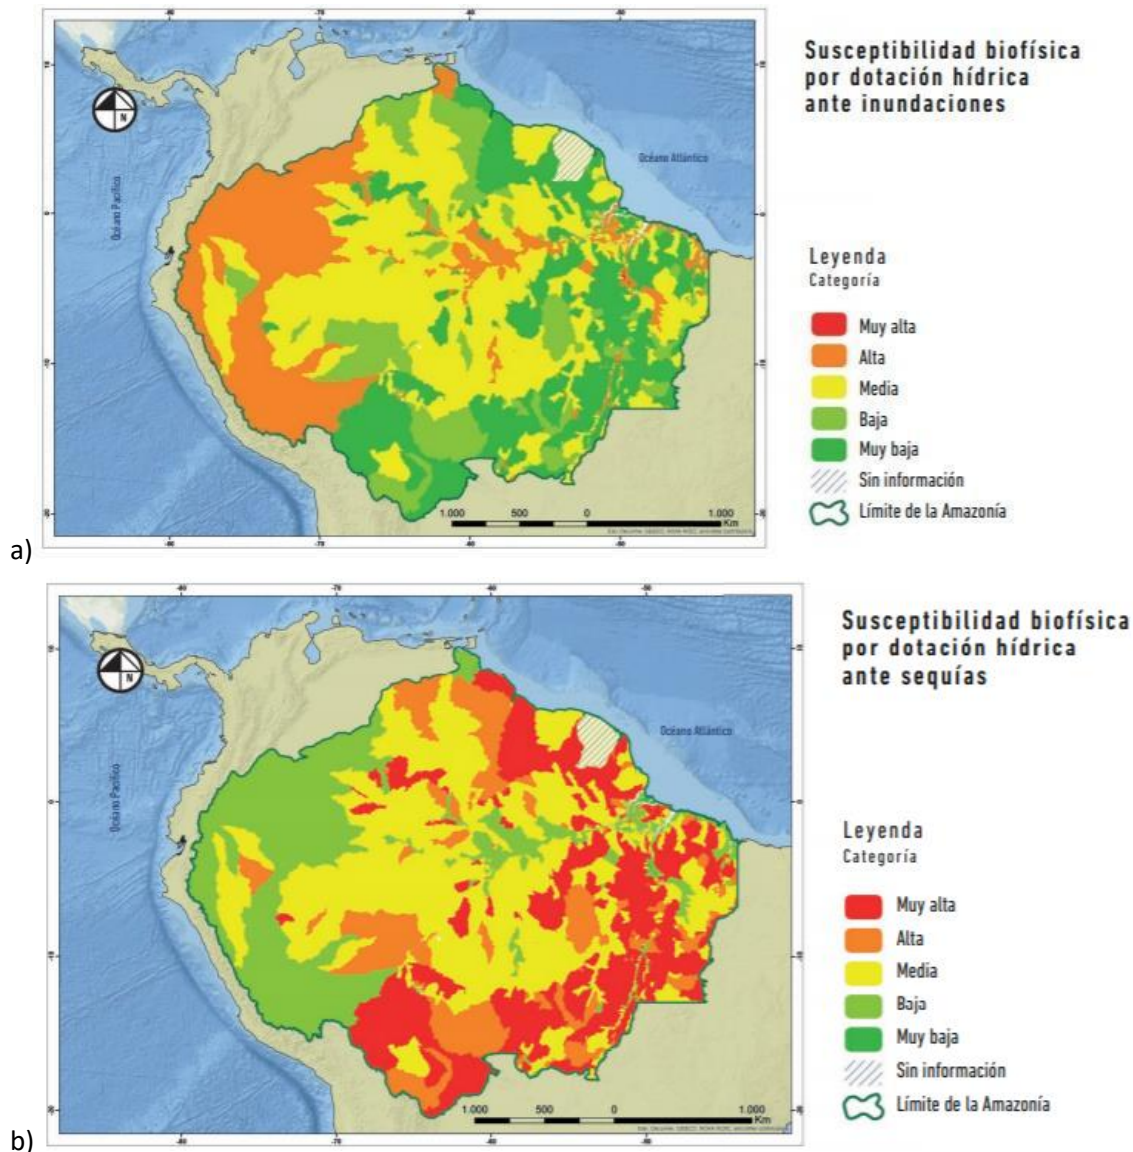 Susceptibilidad biofísica
por dotación hídrica
ante inundaciones
N
Océano Pacífico
Océano Atlántico
Leyenda
Categoría
Muy alta
Alta
Media
Baja
Muy baja
Sin información
Límite de la Amazonía
1.000 500 0 1.000
Km
a)
Susceptibilidad biofísica
por dotación hídrica
ante sequías
N
Océano Pacífico
Océano Atlántico
Leyenda
Categoría
Muy alta
Alta
Media
Baja
Muy baja
Sin información
Límite de la Amazonía
1.000 500 0 1.000
Km
b)